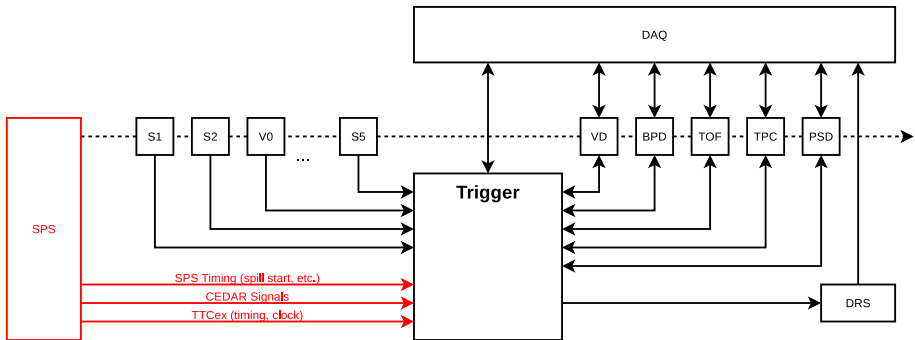 DAQ
S1
S2
V0
...
S5
VD
BPD
TOF
TPC
PSD
Trigger
SPS
SPS Timing (spill start, etc.)
CEDAR Signals
TTCex (timing, clock)
DRS